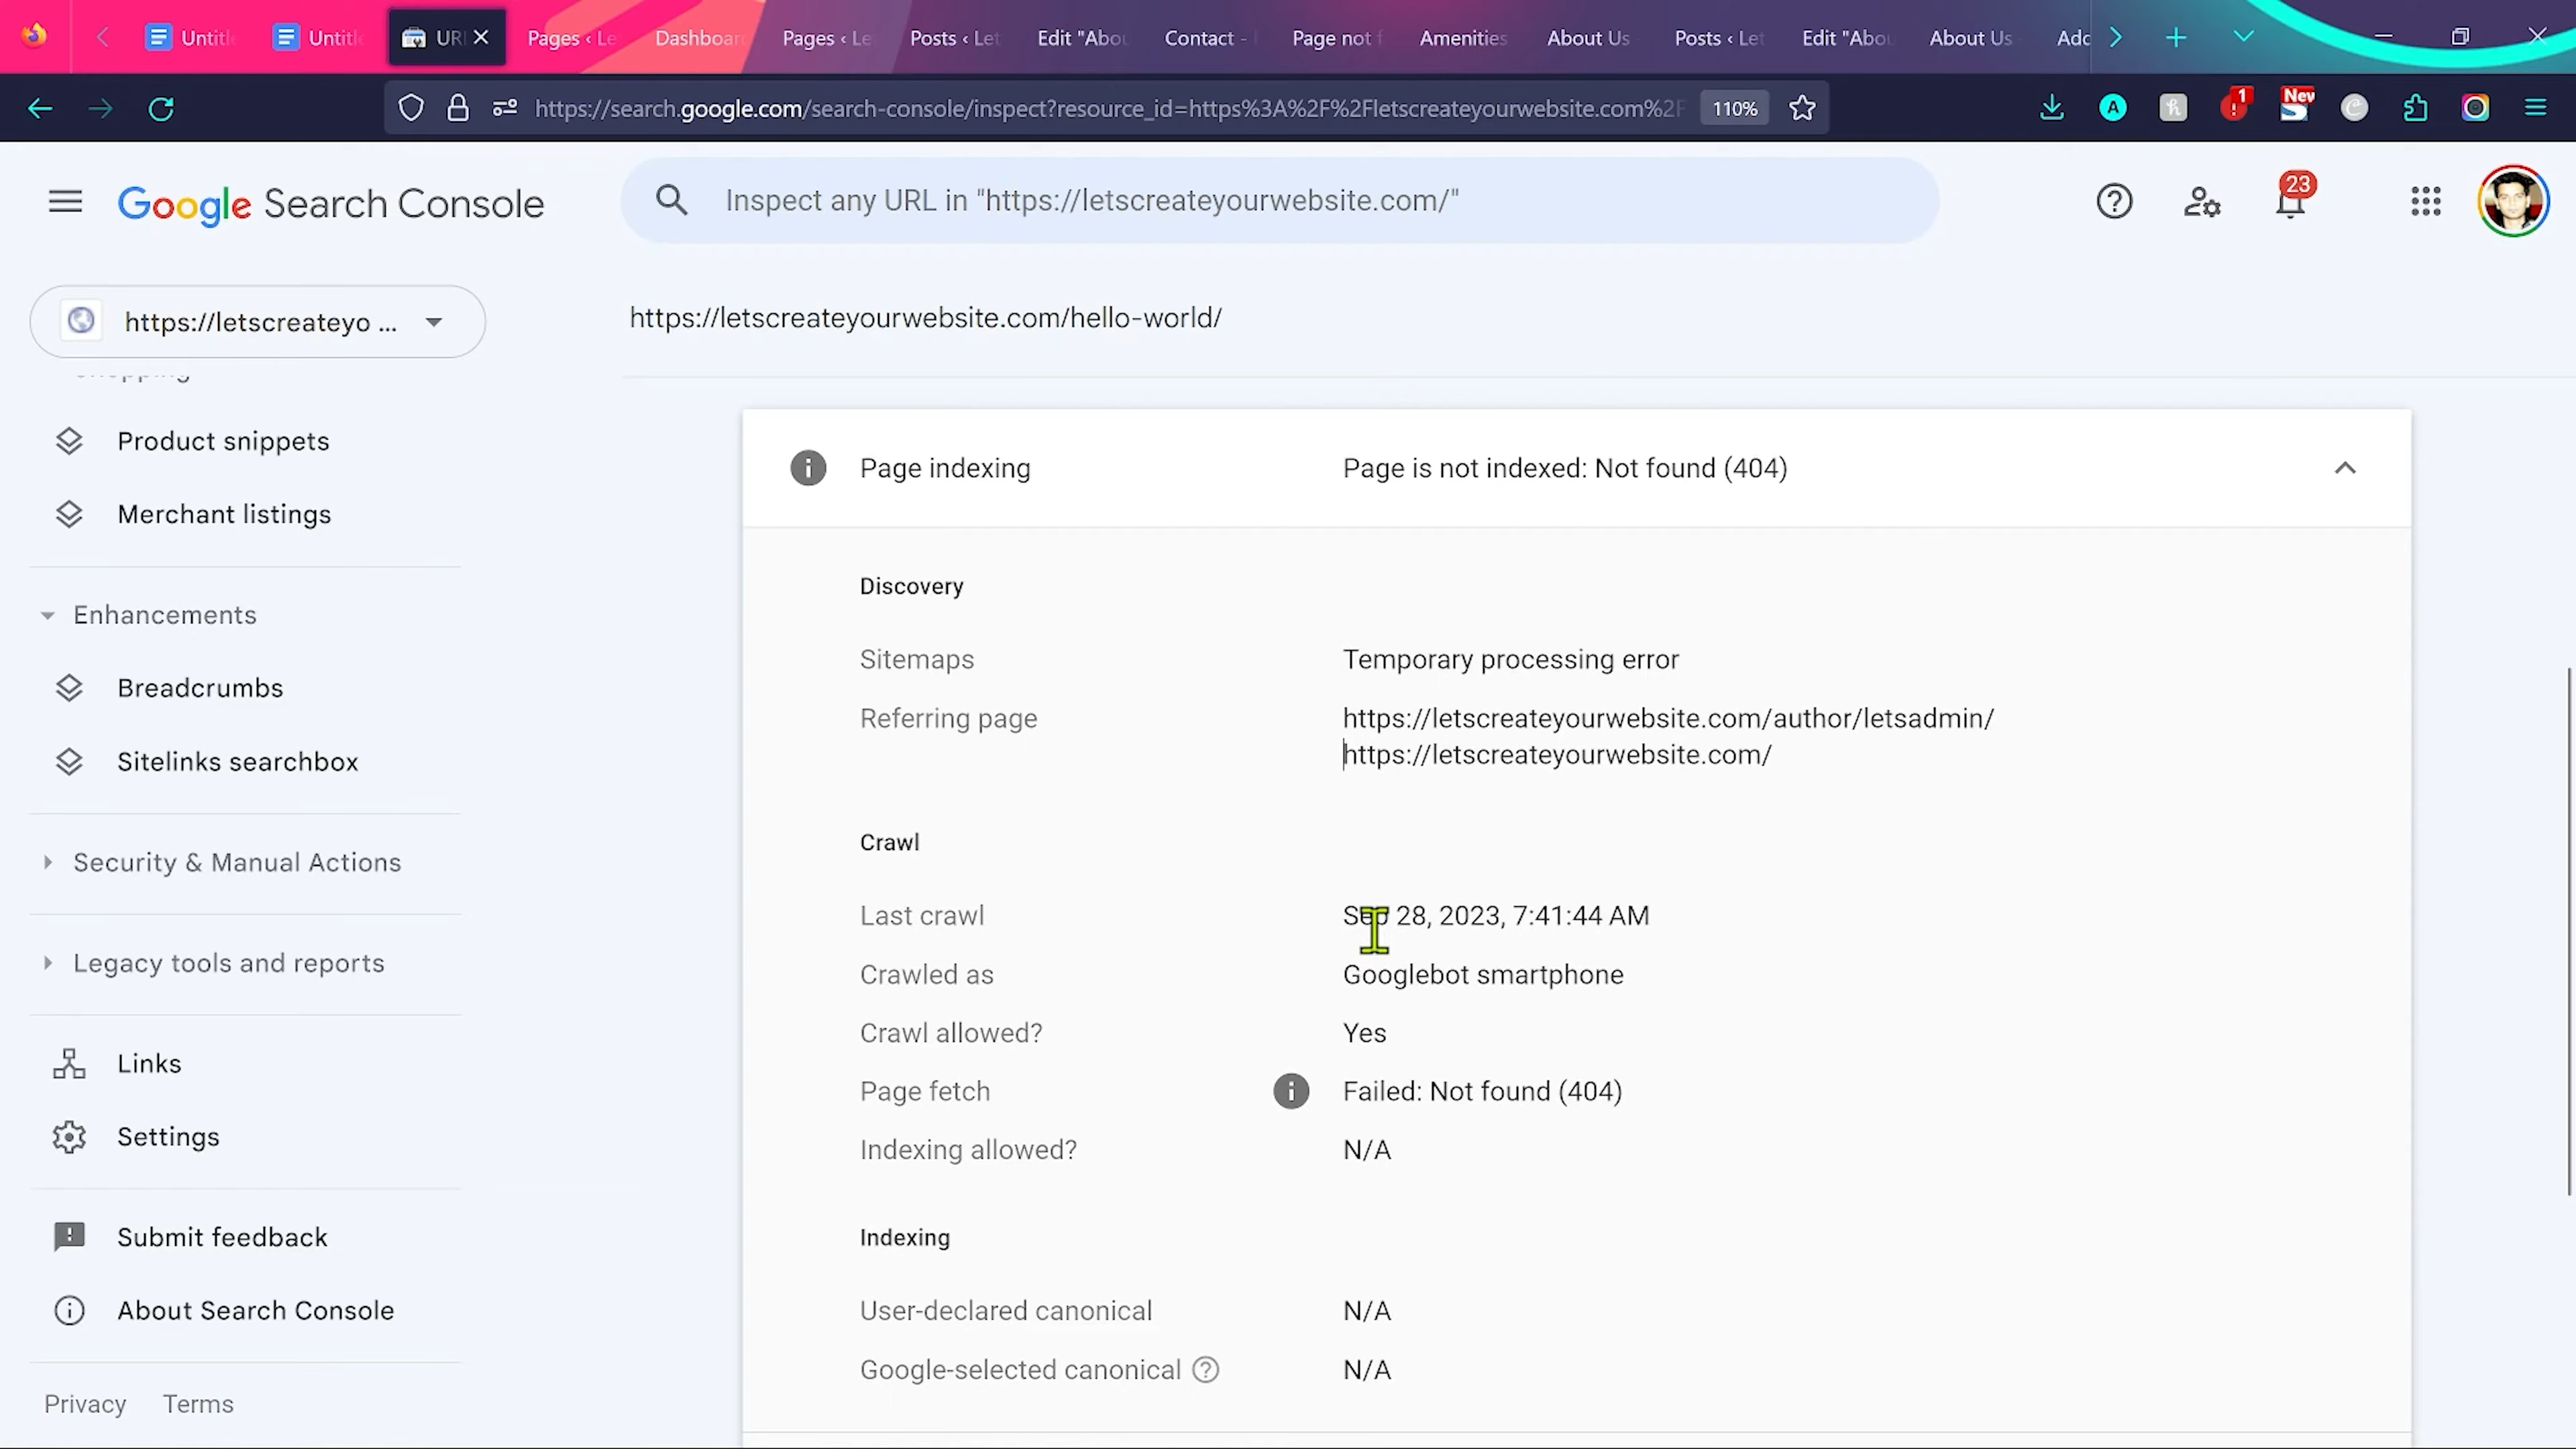 Untitl
Untitl
URI
Pages ‹ Le
Dashboar
Pages ‹ Le
Posts ‹ Let
Edit "Abou
Contact -
Page not f
Amenities
About Us
Posts ‹ Let
Edit "Abou
About Us
Adc
https://search.google.com/search-console/inspect?resource_id=https%3A%2F%2Fletscreateyourwebsite.com%2F
110%
A
1
New
S
Google Search Console
Inspect any URL in "https://letscreateyourwebsite.com/"
23
https://letscreateyo ...
https://letscreateyourwebsite.com/hello-world/
Shopping
Product snippets
Merchant listings
Enhancements
Breadcrumbs
Sitelinks searchbox
Security & Manual Actions
Legacy tools and reports
Links
Settings
Submit feedback
About Search Console
Privacy Terms
Page indexing Page is not indexed: Not found (404)
Discovery
Sitemaps Temporary processing error
Referring page https://letscreateyourwebsite.com/author/letsadmin/
https://letscreateyourwebsite.com/
Crawl
Last crawl Sep 28, 2023, 7:41:44 AM
Crawled as Googlebot smartphone
Crawl allowed? Yes
Page fetch Failed: Not found (404)
Indexing allowed? N/A
Indexing
User-declared canonical N/A
Google-selected canonical N/A